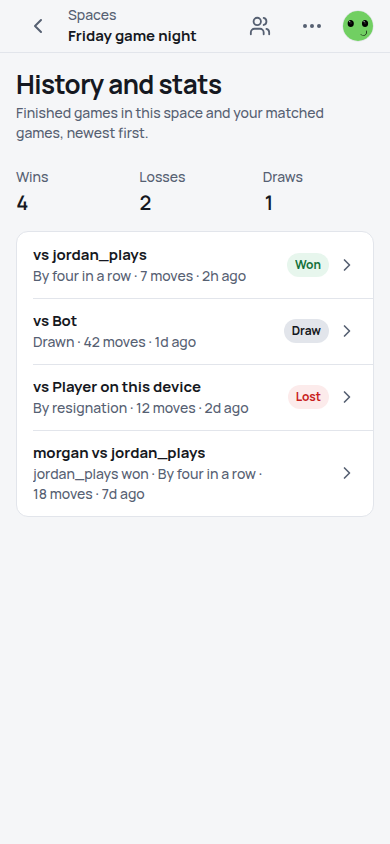 Spaces
Friday game night
History and stats
Finished games in this space and your matched
games, newest first.
Wins
Losses
Draws
4
2
1
vs jordan_plays
By four in a row · 7 moves · 2h ago
Won
vs Bot
Drawn · 42 moves · 1d ago
Draw
vs Player on this device
By resignation · 12 moves · 2d ago
Lost
morgan vs jordan_plays
jordan_plays won · By four in a row ·
18 moves · 7d ago